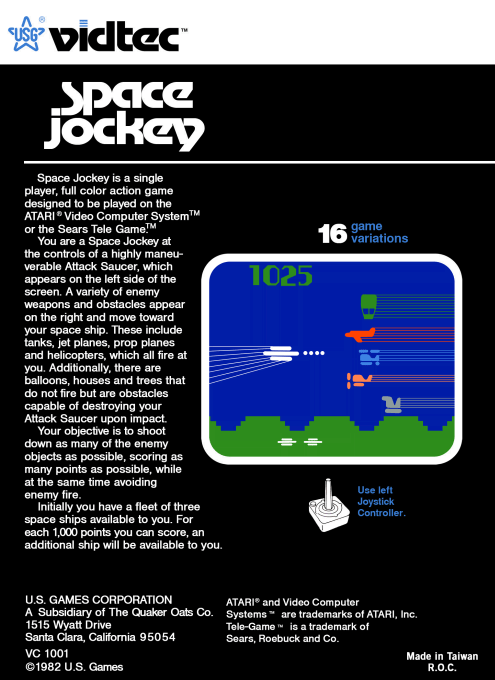 USG® vidtec™
space
jockey
Space Jockey is a single
player, full color action game
designed to be played on the
ATARI® Video Computer System™
or the Sears Tele Game.™
You are a Space Jockey at
the controls of a highly maneu-
verable Attack Saucer, which
appears on the left side of the
screen. A variety of enemy
weapons and obstacles appear
on the right and move toward
your space ship. These include
tanks, jet planes, prop planes
and helicopters, which all fire at
you. Additionally, there are
balloons, houses and trees that
do not fire but are obstacles
capable of destroying your
Attack Saucer upon impact.
Your objective is to shoot
down as many of the enemy
objects as possible, scoring as
many points as possible, while
at the same time avoiding
enemy fire.
Initially you have a fleet of three
space ships available to you. For
each 1,000 points you can score, an
additional ship will be available to you.
16 game
variations
1025
Use left
Joystick
Controller.
U.S. GAMES CORPORATION
A Subsidiary of The Quaker Oats Co.
1515 Wyatt Drive
Santa Clara, California 95054
VC 1001
©1982 U.S. Games
ATARI® and Video Computer
Systems™ are trademarks of ATARI, Inc.
Tele-Game™ is a trademark of
Sears, Roebuck and Co.
Made in Taiwan
R.O.C.